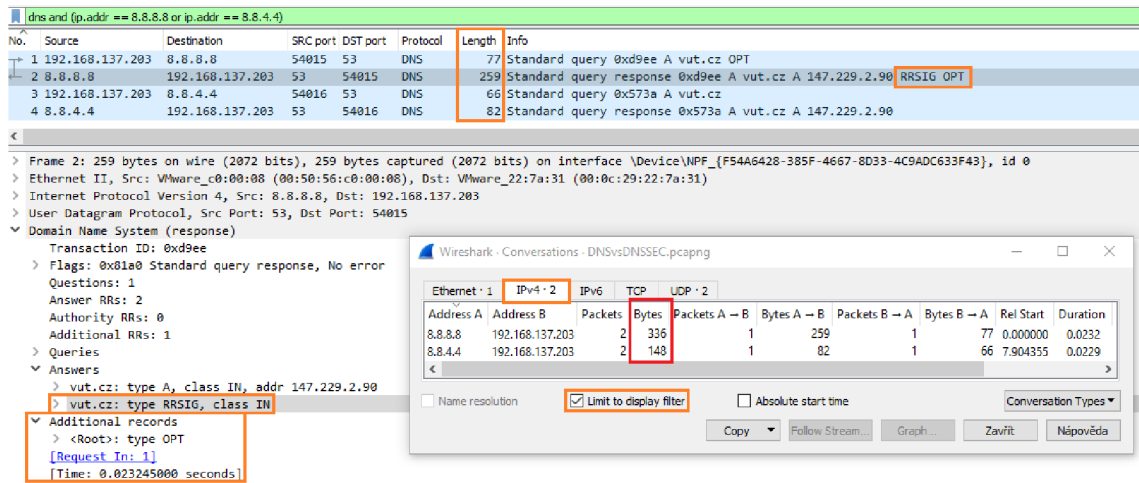 dns and (ip.addr == 8.8.8.8 or ip.addr == 8.8.4.4)
No. Source Destination SRC port DST port Protocol Length Info
1 192.168.137.203 8.8.8.8 54015 53 DNS 77 Standard query 0xd9ee A vut.cz OPT
2 8.8.8.8 192.168.137.203 53 54015 DNS 259 Standard query response 0xd9ee A vut.cz A 147.229.2.90 RRSIG OPT
3 192.168.137.203 8.8.4.4 54016 53 DNS 66 Standard query 0x573a A vut.cz
4 8.8.4.4 192.168.137.203 53 54016 DNS 82 Standard query response 0x573a A vut.cz A 147.229.2.90
> Frame 2: 259 bytes on wire (2072 bits), 259 bytes captured (2072 bits) on interface \Device\NPF_{F54A6428-385F-4667-8D33-4C9ADC633F43}, id 0
> Ethernet II, Src: VMware_c0:00:08 (00:50:56:c0:00:08), Dst: VMware_22:7a:31 (00:0c:29:22:7a:31)
> Internet Protocol Version 4, Src: 8.8.8.8, Dst: 192.168.137.203
> User Datagram Protocol, Src Port: 53, Dst Port: 54015
Domain Name System (response)
Transaction ID: 0xd9ee
> Flags: 0x81a0 Standard query response, No error
Questions: 1
Answer RRs: 2
Authority RRs: 0
Additional RRs: 1
> Queries
Answers
> vut.cz: type A, class IN, addr 147.229.2.90
> vut.cz: type RRSIG, class IN
Additional records
> <Root>: type OPT
[Request In: 1]
[Time: 0.023245000 seconds]
Wireshark · Conversations · DNSvsDNSSEC.pcapng
Ethernet · 1 IPv4 · 2 IPv6 TCP UDP · 2
Address A Address B Packets Bytes Packets A → B Bytes A → B Packets B → A Bytes B → A Rel Start Duration
8.8.8.8 192.168.137.203 2 336 1 259 1 77 0.000000 0.0232
8.8.4.4 192.168.137.203 2 148 1 82 1 66 7.904355 0.0229
Name resolution Limit to display filter Absolute start time Conversation Types
Copy Follow Stream... Graph... Zavřít Nápověda